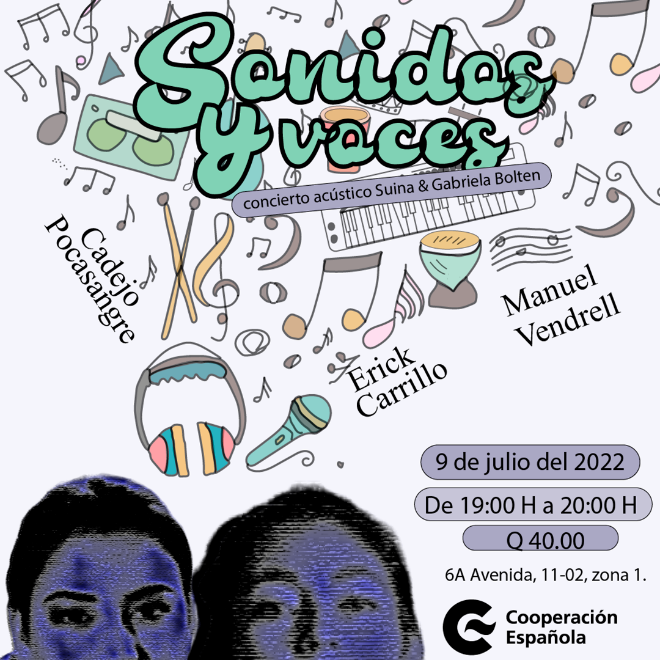 Sonidos
y voces
concierto acústico Suina & Gabriela Bolten
Cadejo
Pocasangre
Manuel
Vendrell
Erick
Carrillo
9 de julio del 2022
De 19:00 H a 20:00 H
Q 40.00
6A Avenida, 11-02, zona 1.
Cooperación
Española